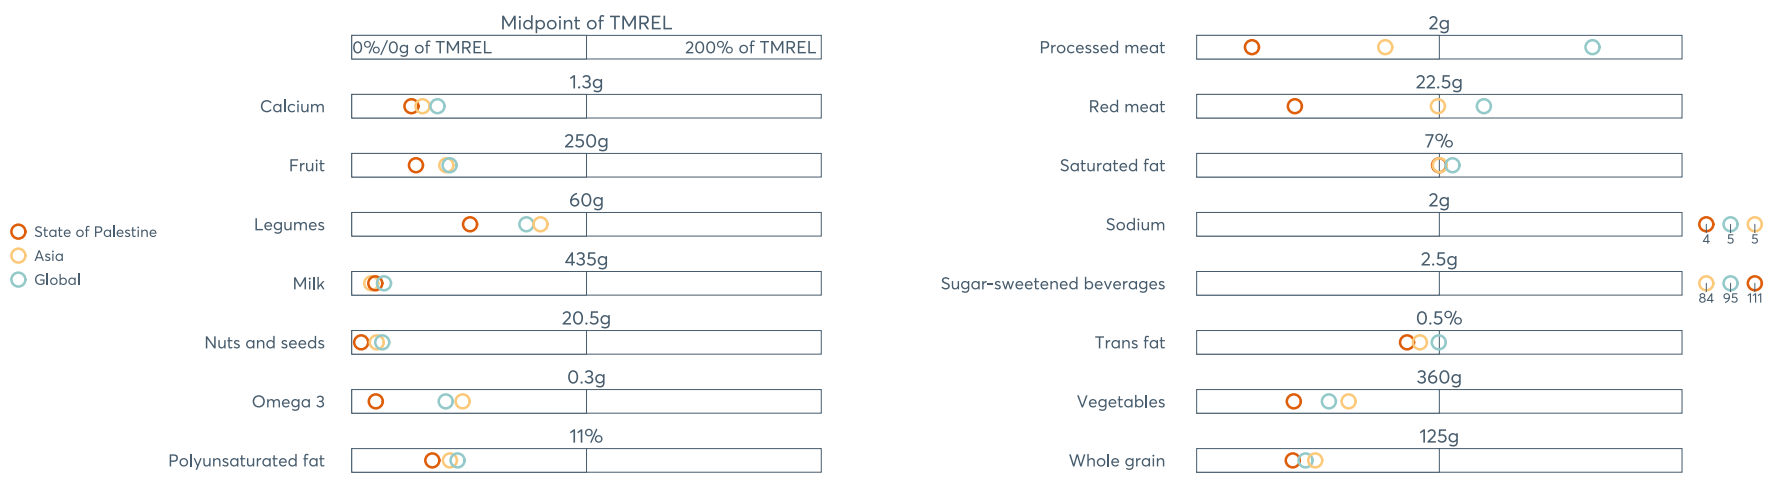 Midpoint of TMREL
0%/0g of TMREL
200% of TMREL
1.3g
Calcium
250g
Fruit
60g
Legumes
435g
Milk
20.5g
Nuts and seeds
0.3g
Omega 3
11%
Polyunsaturated fat
State of Palestine
Asia
Global
2g
Processed meat
22.5g
Red meat
7%
Saturated fat
2g
Sodium
4 5 5
2.5g
Sugar-sweetened beverages
84 95 111
0.5%
Trans fat
360g
Vegetables
125g
Whole grain